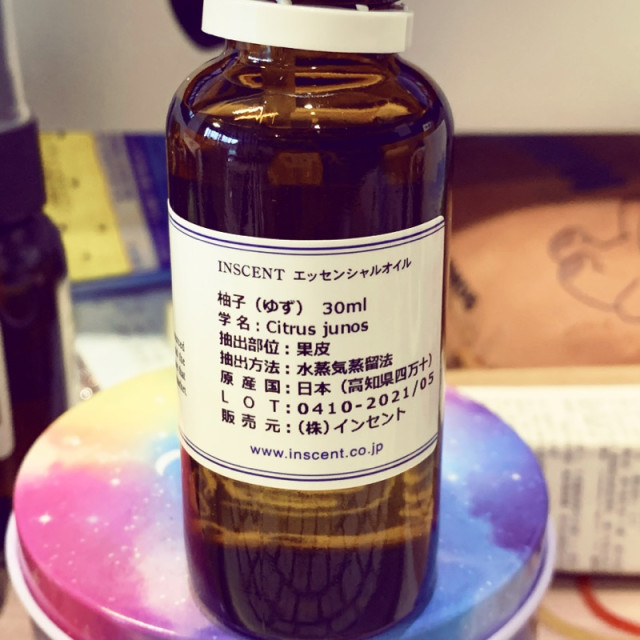 INSCENT エッセンシャルオイル
柚子（ゆず） 30ml
学名：Citrus junos
抽出部位：果皮
抽出方法：水蒸気蒸留法
原産国：日本（高知県四万十）
LOT：0410-2021/05
販売元：（株）インセント
www.inscent.co.jp